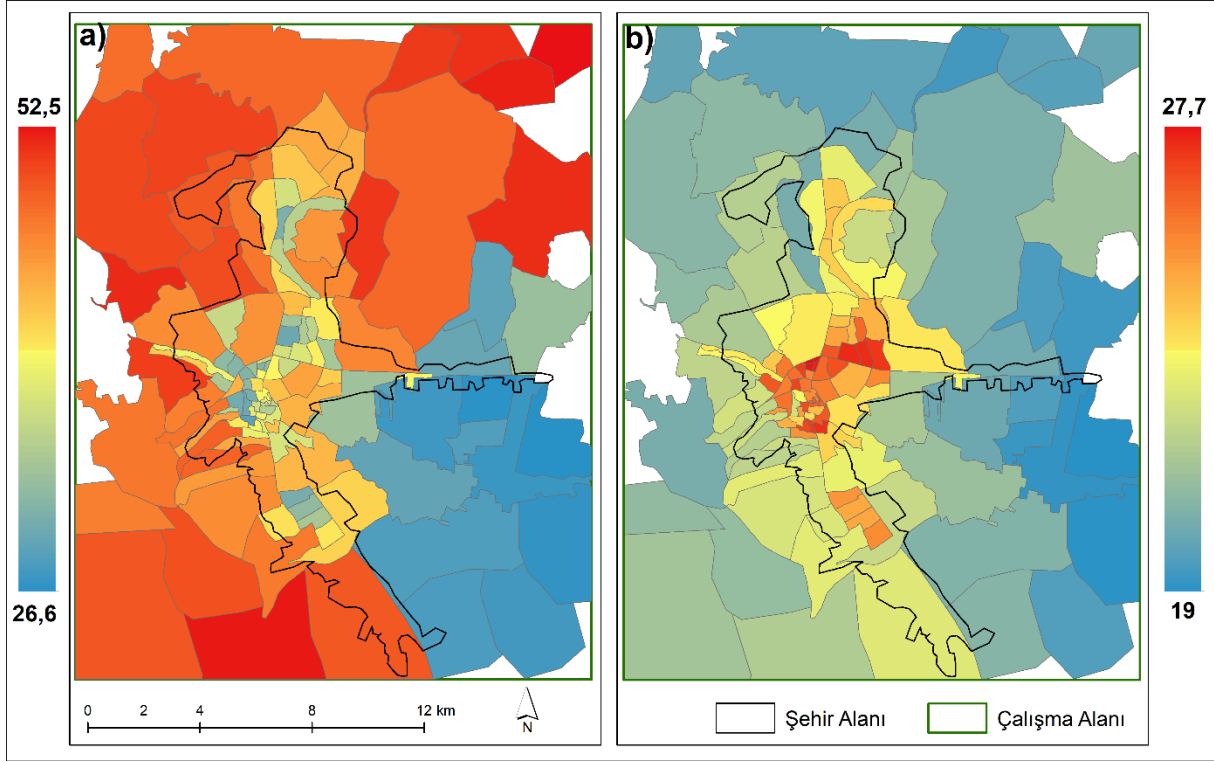 a)
b)
52,5
26,6
27,7
19
0 2 4 8 12 km
N
Şehir Alanı
Çalışma Alanı